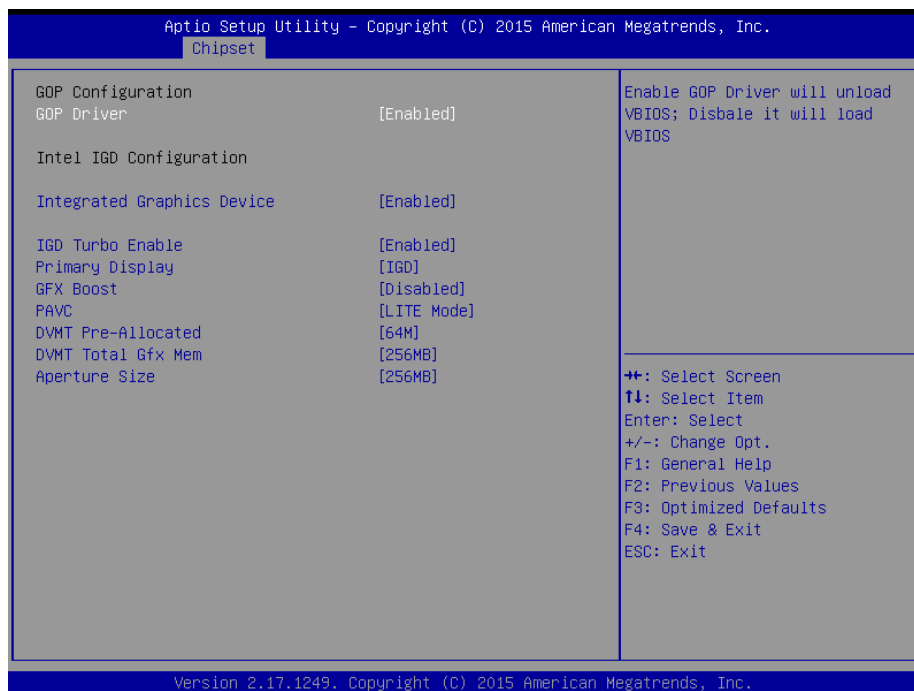 Aptio Setup Utility – Copyright (C) 2015 American Megatrends, Inc.
Chipset
GOP Configuration
GOP Driver [Enabled]
Intel IGD Configuration
Integrated Graphics Device [Enabled]
IGD Turbo Enable [Enabled]
Primary Display [IGD]
GFX Boost [Disabled]
PAVC [LITE Mode]
DVMT Pre-Allocated [64M]
DVMT Total Gfx Mem [256MB]
Aperture Size [256MB]
Enable GOP Driver will unload
VBIOS; Disbale it will load
VBIOS
→←: Select Screen
↑↓: Select Item
Enter: Select
+/-: Change Opt.
F1: General Help
F2: Previous Values
F3: Optimized Defaults
F4: Save & Exit
ESC: Exit
Version 2.17.1249. Copyright (C) 2015 American Megatrends, Inc.